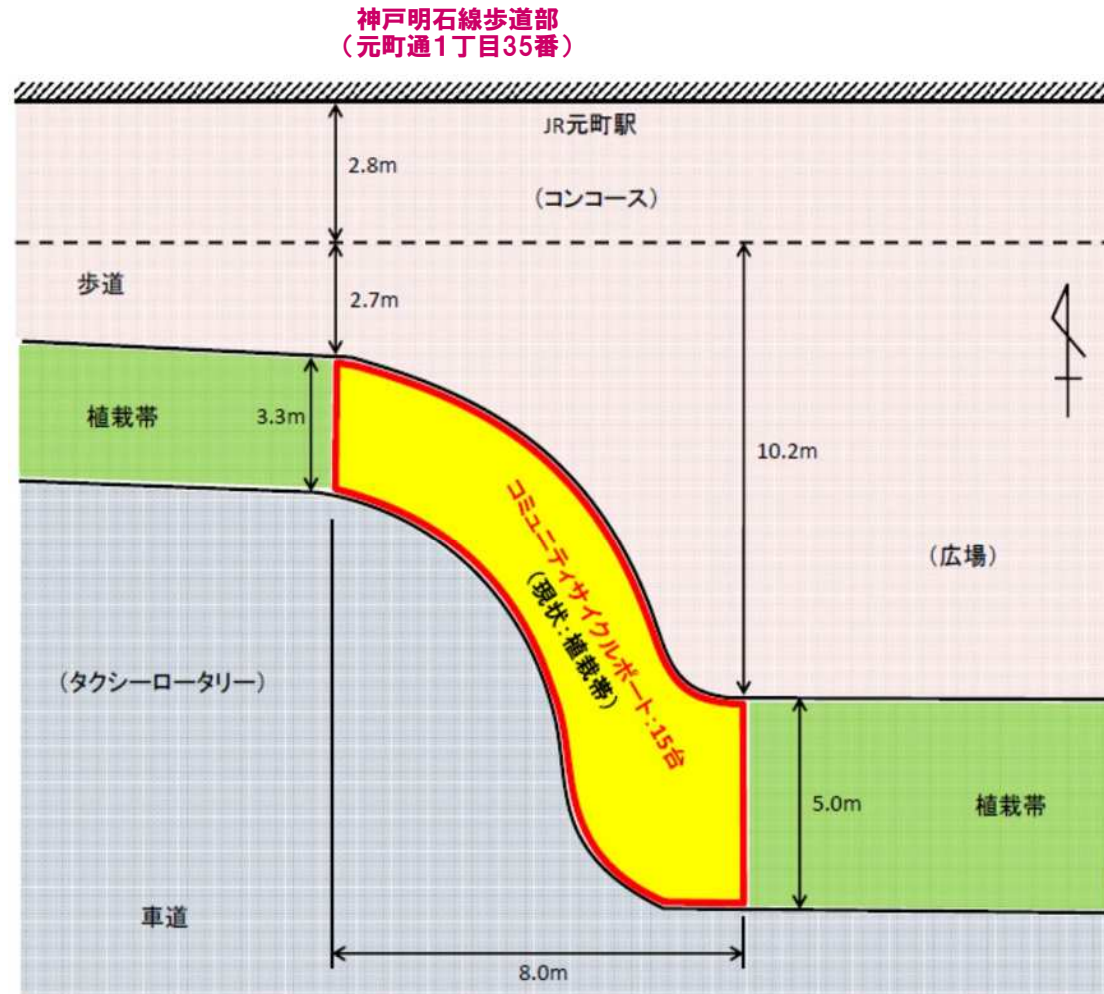 神戸明石線歩道部
（元町通1丁目35番）
JR元町駅
2.8m
（コンコース）
歩道
2.7m
植栽帯
3.3m
10.2m
コミュニティサイクルポート：15台
（現状：植栽帯）
（広場）
（タクシーロータリー）
5.0m
植栽帯
車道
8.0m